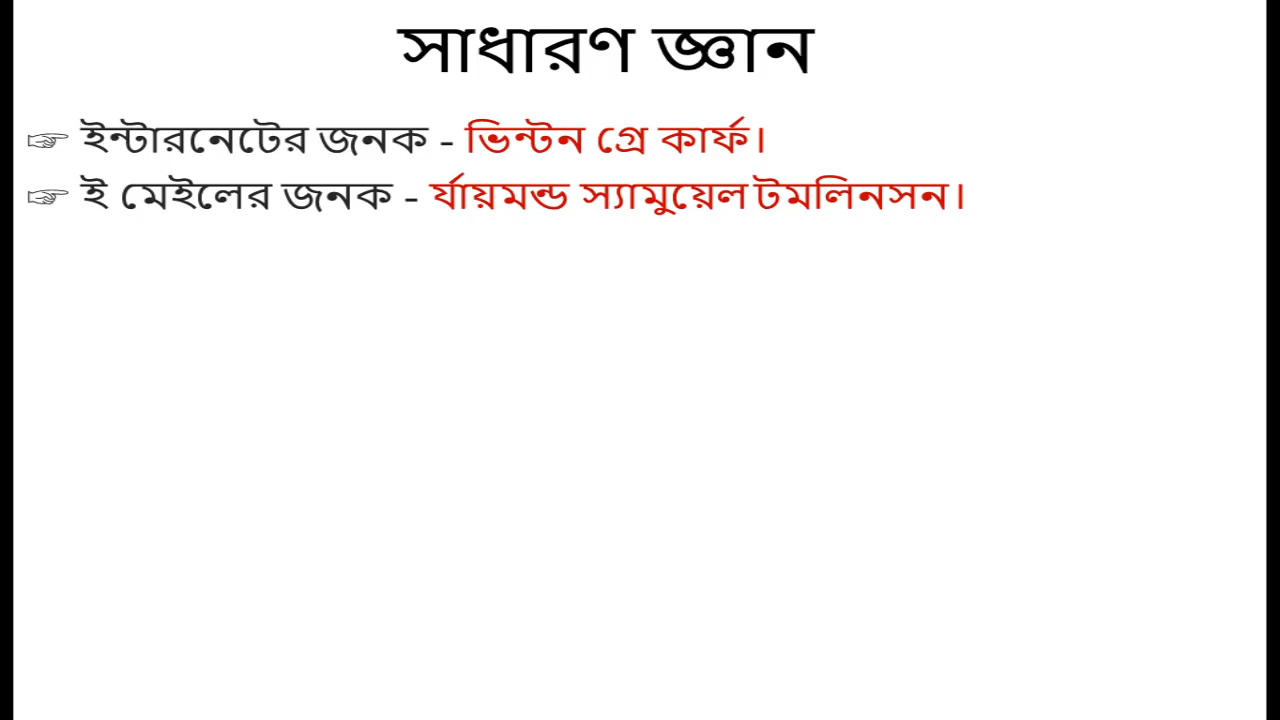 সাধারণ জ্ঞান
☞ ইন্টারনেটের জনক - ভিন্টন গ্রে কার্ফ।
☞ ই মেইলের জনক - র্যায়মন্ড স্যামুয়েল টমলিনসন।